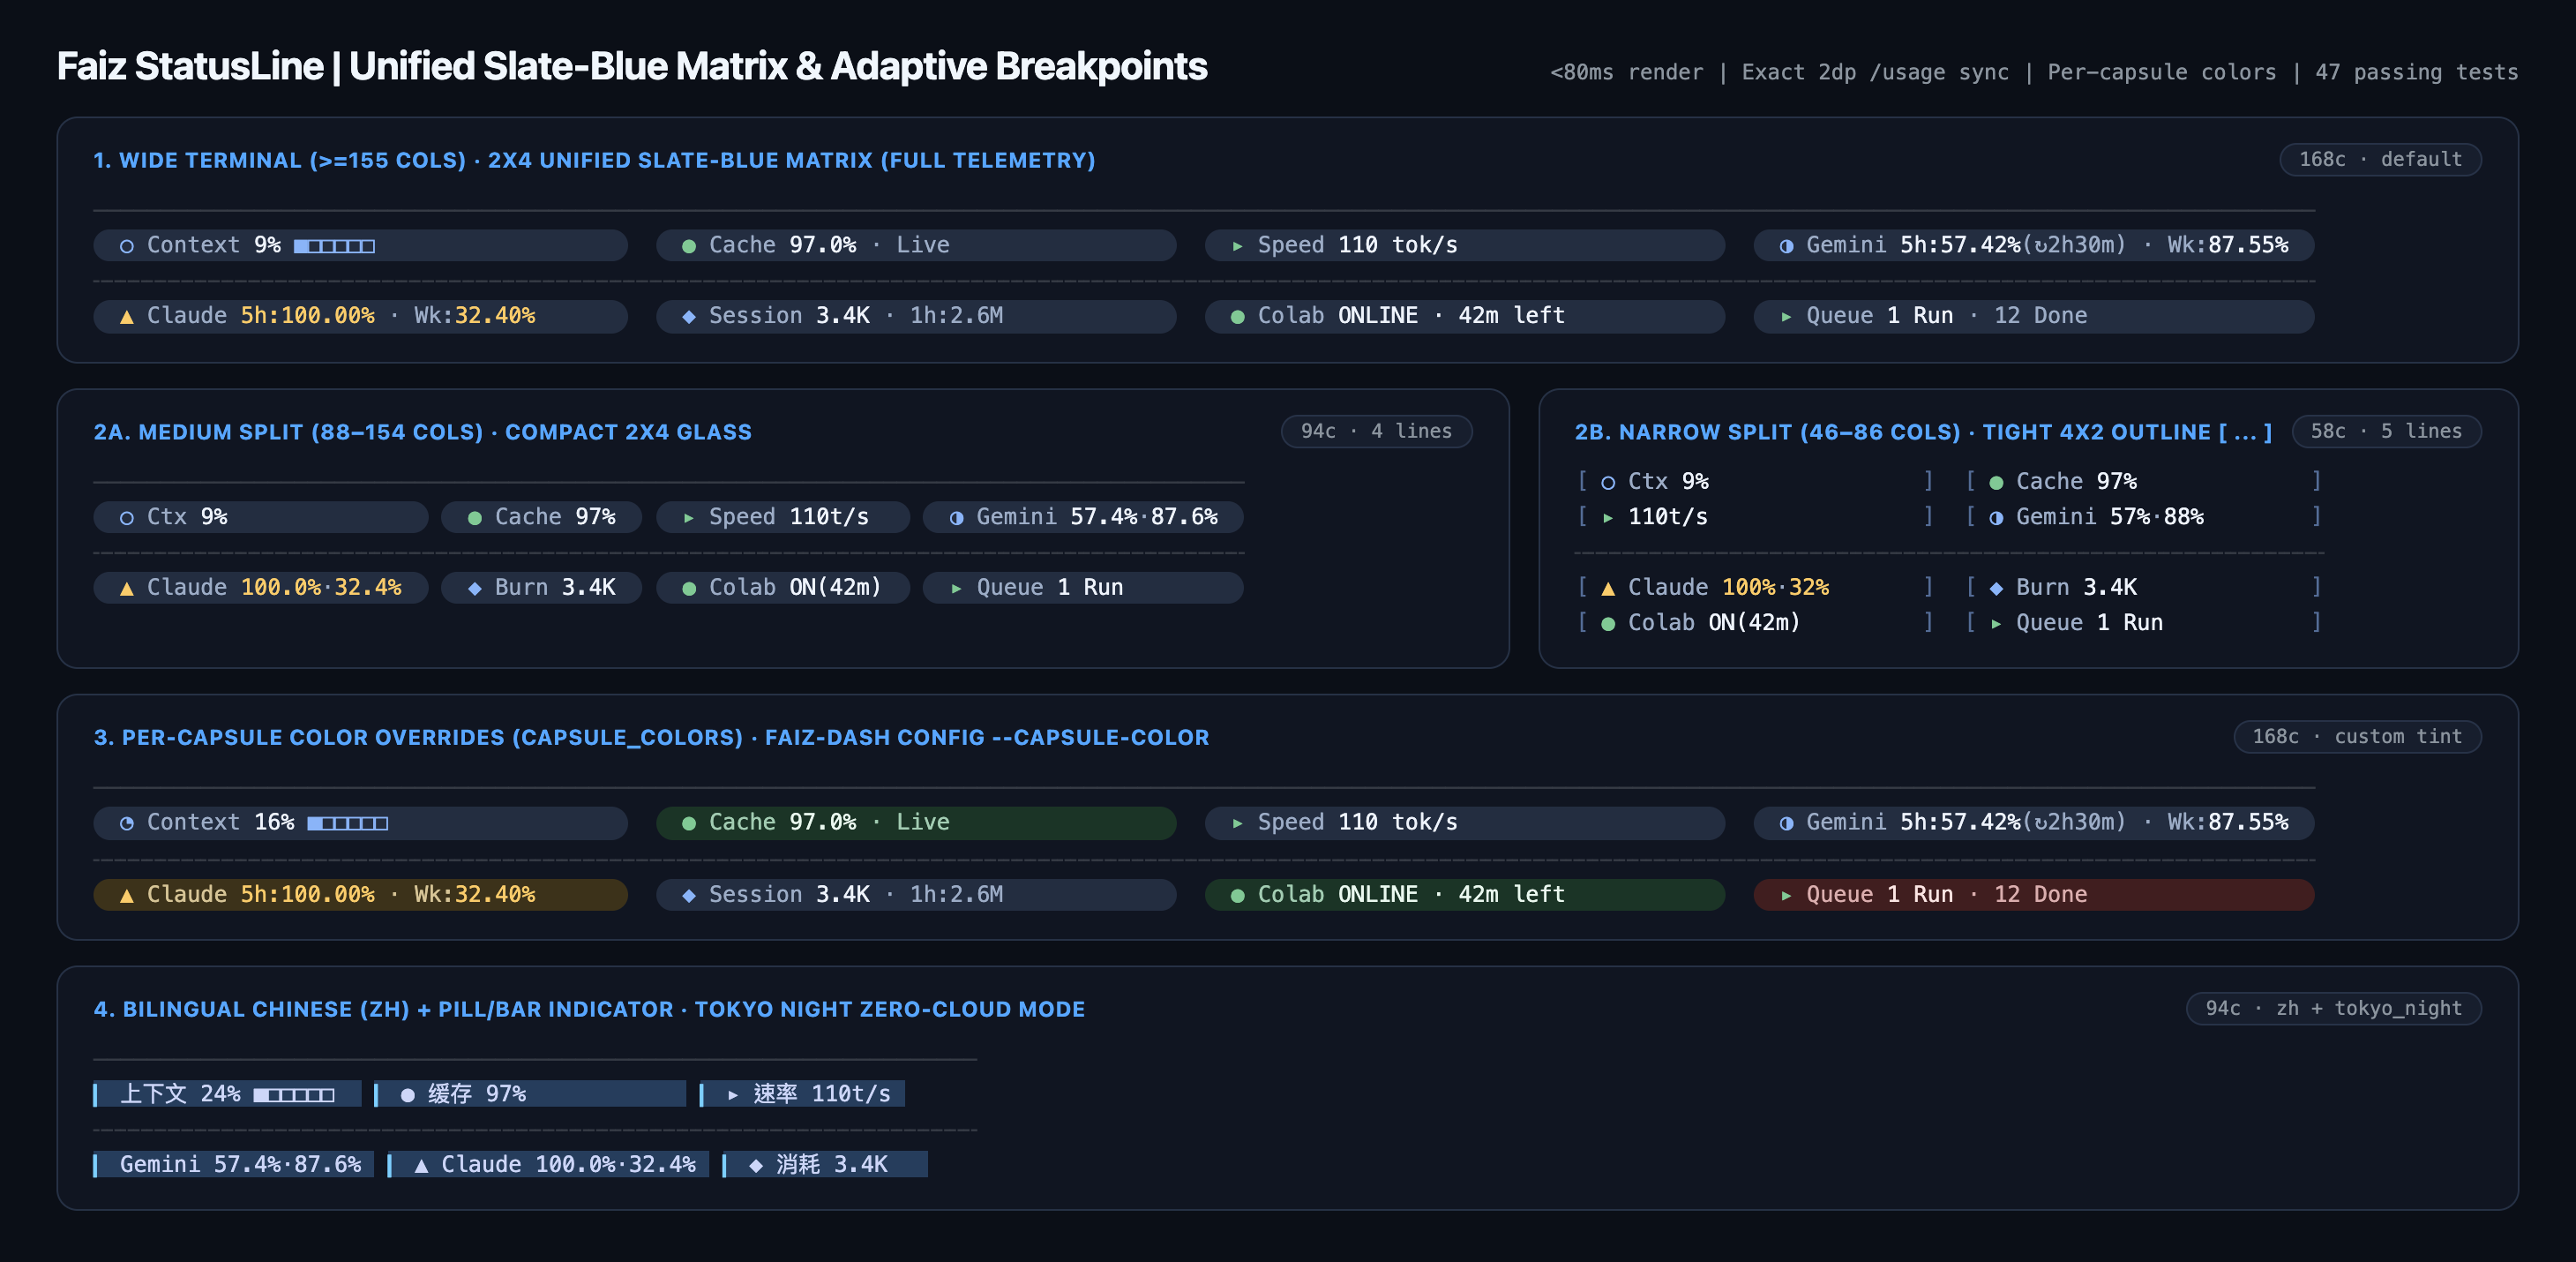 Faiz StatusLine | Unified Slate-Blue Matrix & Adaptive Breakpoints
<80ms render | Exact 2dp /usage sync | Per-capsule colors | 47 passing tests
1. WIDE TERMINAL (>=155 COLS) · 2X4 UNIFIED SLATE-BLUE MATRIX (FULL TELEMETRY)
168c · default
○ Context 9% ■□□□□□
● Cache 97.0% · Live
▸ Speed 110 tok/s
◑ Gemini 5h:57.42%(↻2h30m) · Wk:87.55%
▲ Claude 5h:100.00% · Wk:32.40%
◆ Session 3.4K · 1h:2.6M
● Colab ONLINE · 42m left
▸ Queue 1 Run · 12 Done
2A. MEDIUM SPLIT (88–154 COLS) · COMPACT 2X4 GLASS
94c · 4 lines
○ Ctx 9%
● Cache 97%
▸ Speed 110t/s
◑ Gemini 57.4%·87.6%
▲ Claude 100.0%·32.4%
◆ Burn 3.4K
● Colab ON(42m)
▸ Queue 1 Run
2B. NARROW SPLIT (46–86 COLS) · TIGHT 4X2 OUTLINE [ ... ]
58c · 5 lines
[ ○ Ctx 9% ] [ ● Cache 97% ]
[ ▸ 110t/s ] [ ◑ Gemini 57%·88% ]
[ ▲ Claude 100%·32% ] [ ◆ Burn 3.4K ]
[ ● Colab ON(42m) ] [ ▸ Queue 1 Run ]
3. PER-CAPSULE COLOR OVERRIDES (CAPSULE_COLORS) · FAIZ-DASH CONFIG --CAPSULE-COLOR
168c · custom tint
◔ Context 16% ■□□□□□
● Cache 97.0% · Live
▸ Speed 110 tok/s
◑ Gemini 5h:57.42%(↻2h30m) · Wk:87.55%
▲ Claude 5h:100.00% · Wk:32.40%
◆ Session 3.4K · 1h:2.6M
● Colab ONLINE · 42m left
▸ Queue 1 Run · 12 Done
4. BILINGUAL CHINESE (ZH) + PILL/BAR INDICATOR · TOKYO NIGHT ZERO-CLOUD MODE
94c · zh + tokyo_night
上下文 24% ■□□□□□
● 缓存 97%
▸ 速率 110t/s
Gemini 57.4%·87.6%
▲ Claude 100.0%·32.4%
◆ 消耗 3.4K